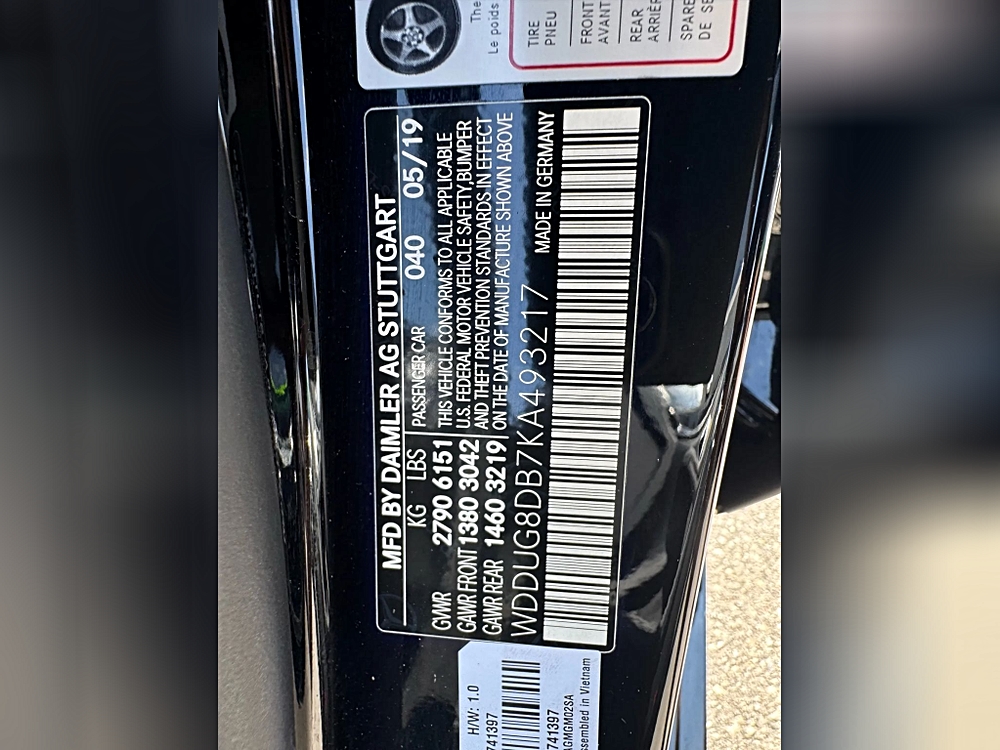 The
Le poids
TIRE
PNEU
FRONT
AVANT
REAR
ARRIÈR
SPARE
DE SE
MFD BY DAIMLER AG STUTTGART
KG LBS PASSENGER CAR 040 05/19
GVWR 2790 6151
GAWR FRONT 1380 3042
GAWR REAR 1460 3219
THIS VEHICLE CONFORMS TO ALL APPLICABLE
U.S. FEDERAL MOTOR VEHICLE SAFETY,BUMPER
AND THEFT PREVENTION STANDARDS IN EFFECT
ON THE DATE OF MANUFACTURE SHOWN ABOVE
WDDUG8DB7KA493217 MADE IN GERMANY
H/W: 1.0
741397
741397
AGMGM02SA
ssembled in Vietnam